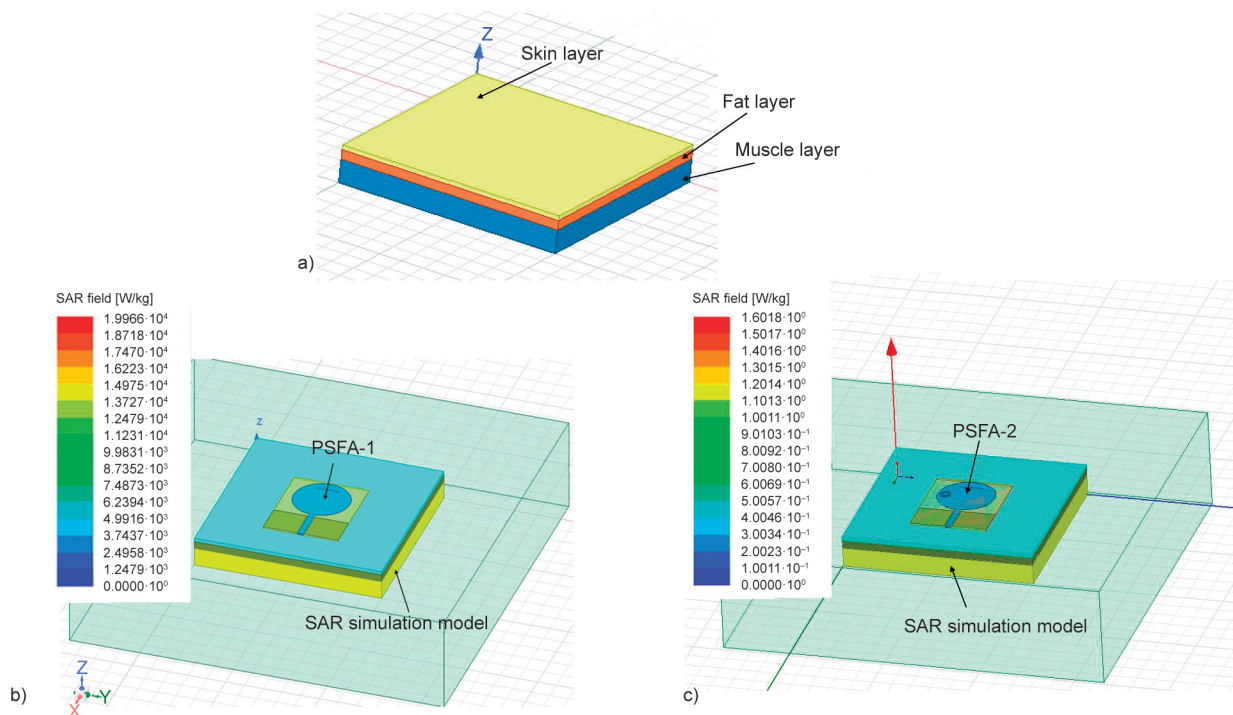 Z
Skin layer
Fat layer
Muscle layer
a)
SAR field [W/kg]
1.9966·10⁴
1.8718·10⁴
1.7470·10⁴
1.6223·10⁴
1.4975·10⁴
1.3727·10⁴
1.2479·10⁴
1.1231·10⁴
9.9831·10³
8.7352·10³
7.4873·10³
6.2394·10³
4.9916·10³
3.7437·10³
2.4958·10³
1.2479·10³
0.0000·10⁰
z
PSFA-1
SAR simulation model
Z
Y
X
b)
SAR field [W/kg]
1.6018·10⁰
1.5017·10⁰
1.4016·10⁰
1.3015·10⁰
1.2014·10⁰
1.1013·10⁰
1.0011·10⁰
9.0103·10⁻¹
8.0092·10⁻¹
7.0080·10⁻¹
6.0069·10⁻¹
5.0057·10⁻¹
4.0046·10⁻¹
3.0034·10⁻¹
2.0023·10⁻¹
1.0011·10⁻¹
0.0000·10⁰
PSFA-2
SAR simulation model
c)